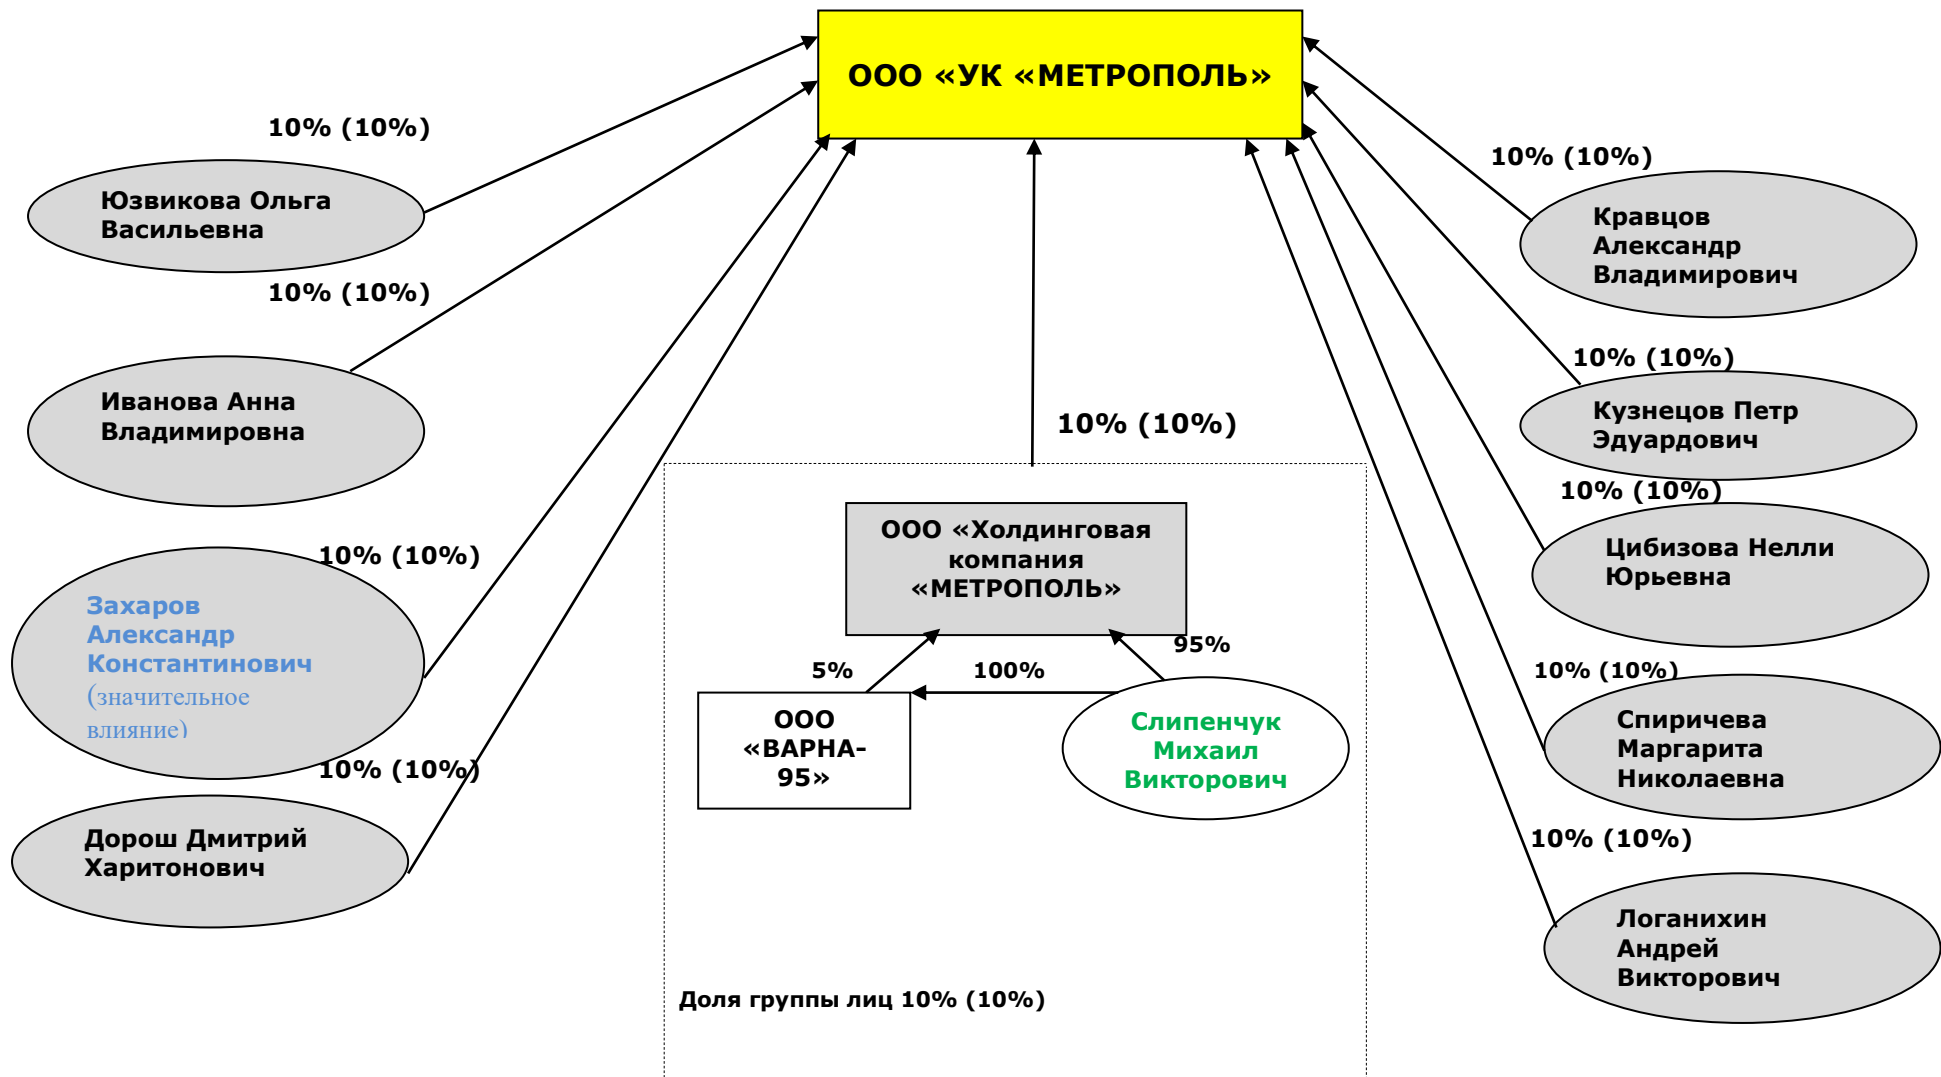 ООО «УК «МЕТРОПОЛЬ»
10% (10%)
Юзвикова Ольга
Васильевна
10% (10%)
Иванова Анна
Владимировна
10% (10%)
Захаров
Александр
Константинович
(значительное
влияние)
10% (10%)
Дорош Дмитрий
Харитонович
10% (10%)
ООО «Холдинговая
компания
«МЕТРОПОЛЬ»
5%
100%
95%
ООО
«ВАРНА-
95»
Слипенчук
Михаил
Викторович
Доля группы лиц 10% (10%)
10% (10%)
Кравцов
Александр
Владимирович
10% (10%)
Кузнецов Петр
Эдуардович
10% (10%)
Цибизова Нелли
Юрьевна
10% (10%)
Спиричева
Маргарита
Николаевна
10% (10%)
Логанихин
Андрей
Викторович